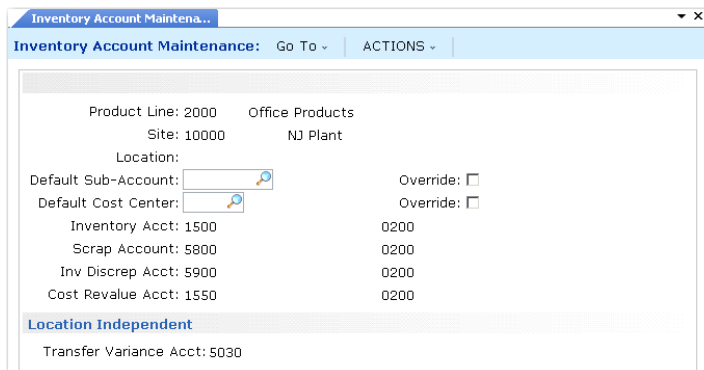 Inventory Account Maintena...
Inventory Account Maintenance: Go To ACTIONS
Product Line: 2000 Office Products
Site: 10000 NJ Plant
Location:
Default Sub-Account: Override:
Default Cost Center: Override:
Inventory Acct: 1500 0200
Scrap Account: 5800 0200
Inv Discrep Acct: 5900 0200
Cost Revalue Acct: 1550 0200
Location Independent
Transfer Variance Acct: 5030